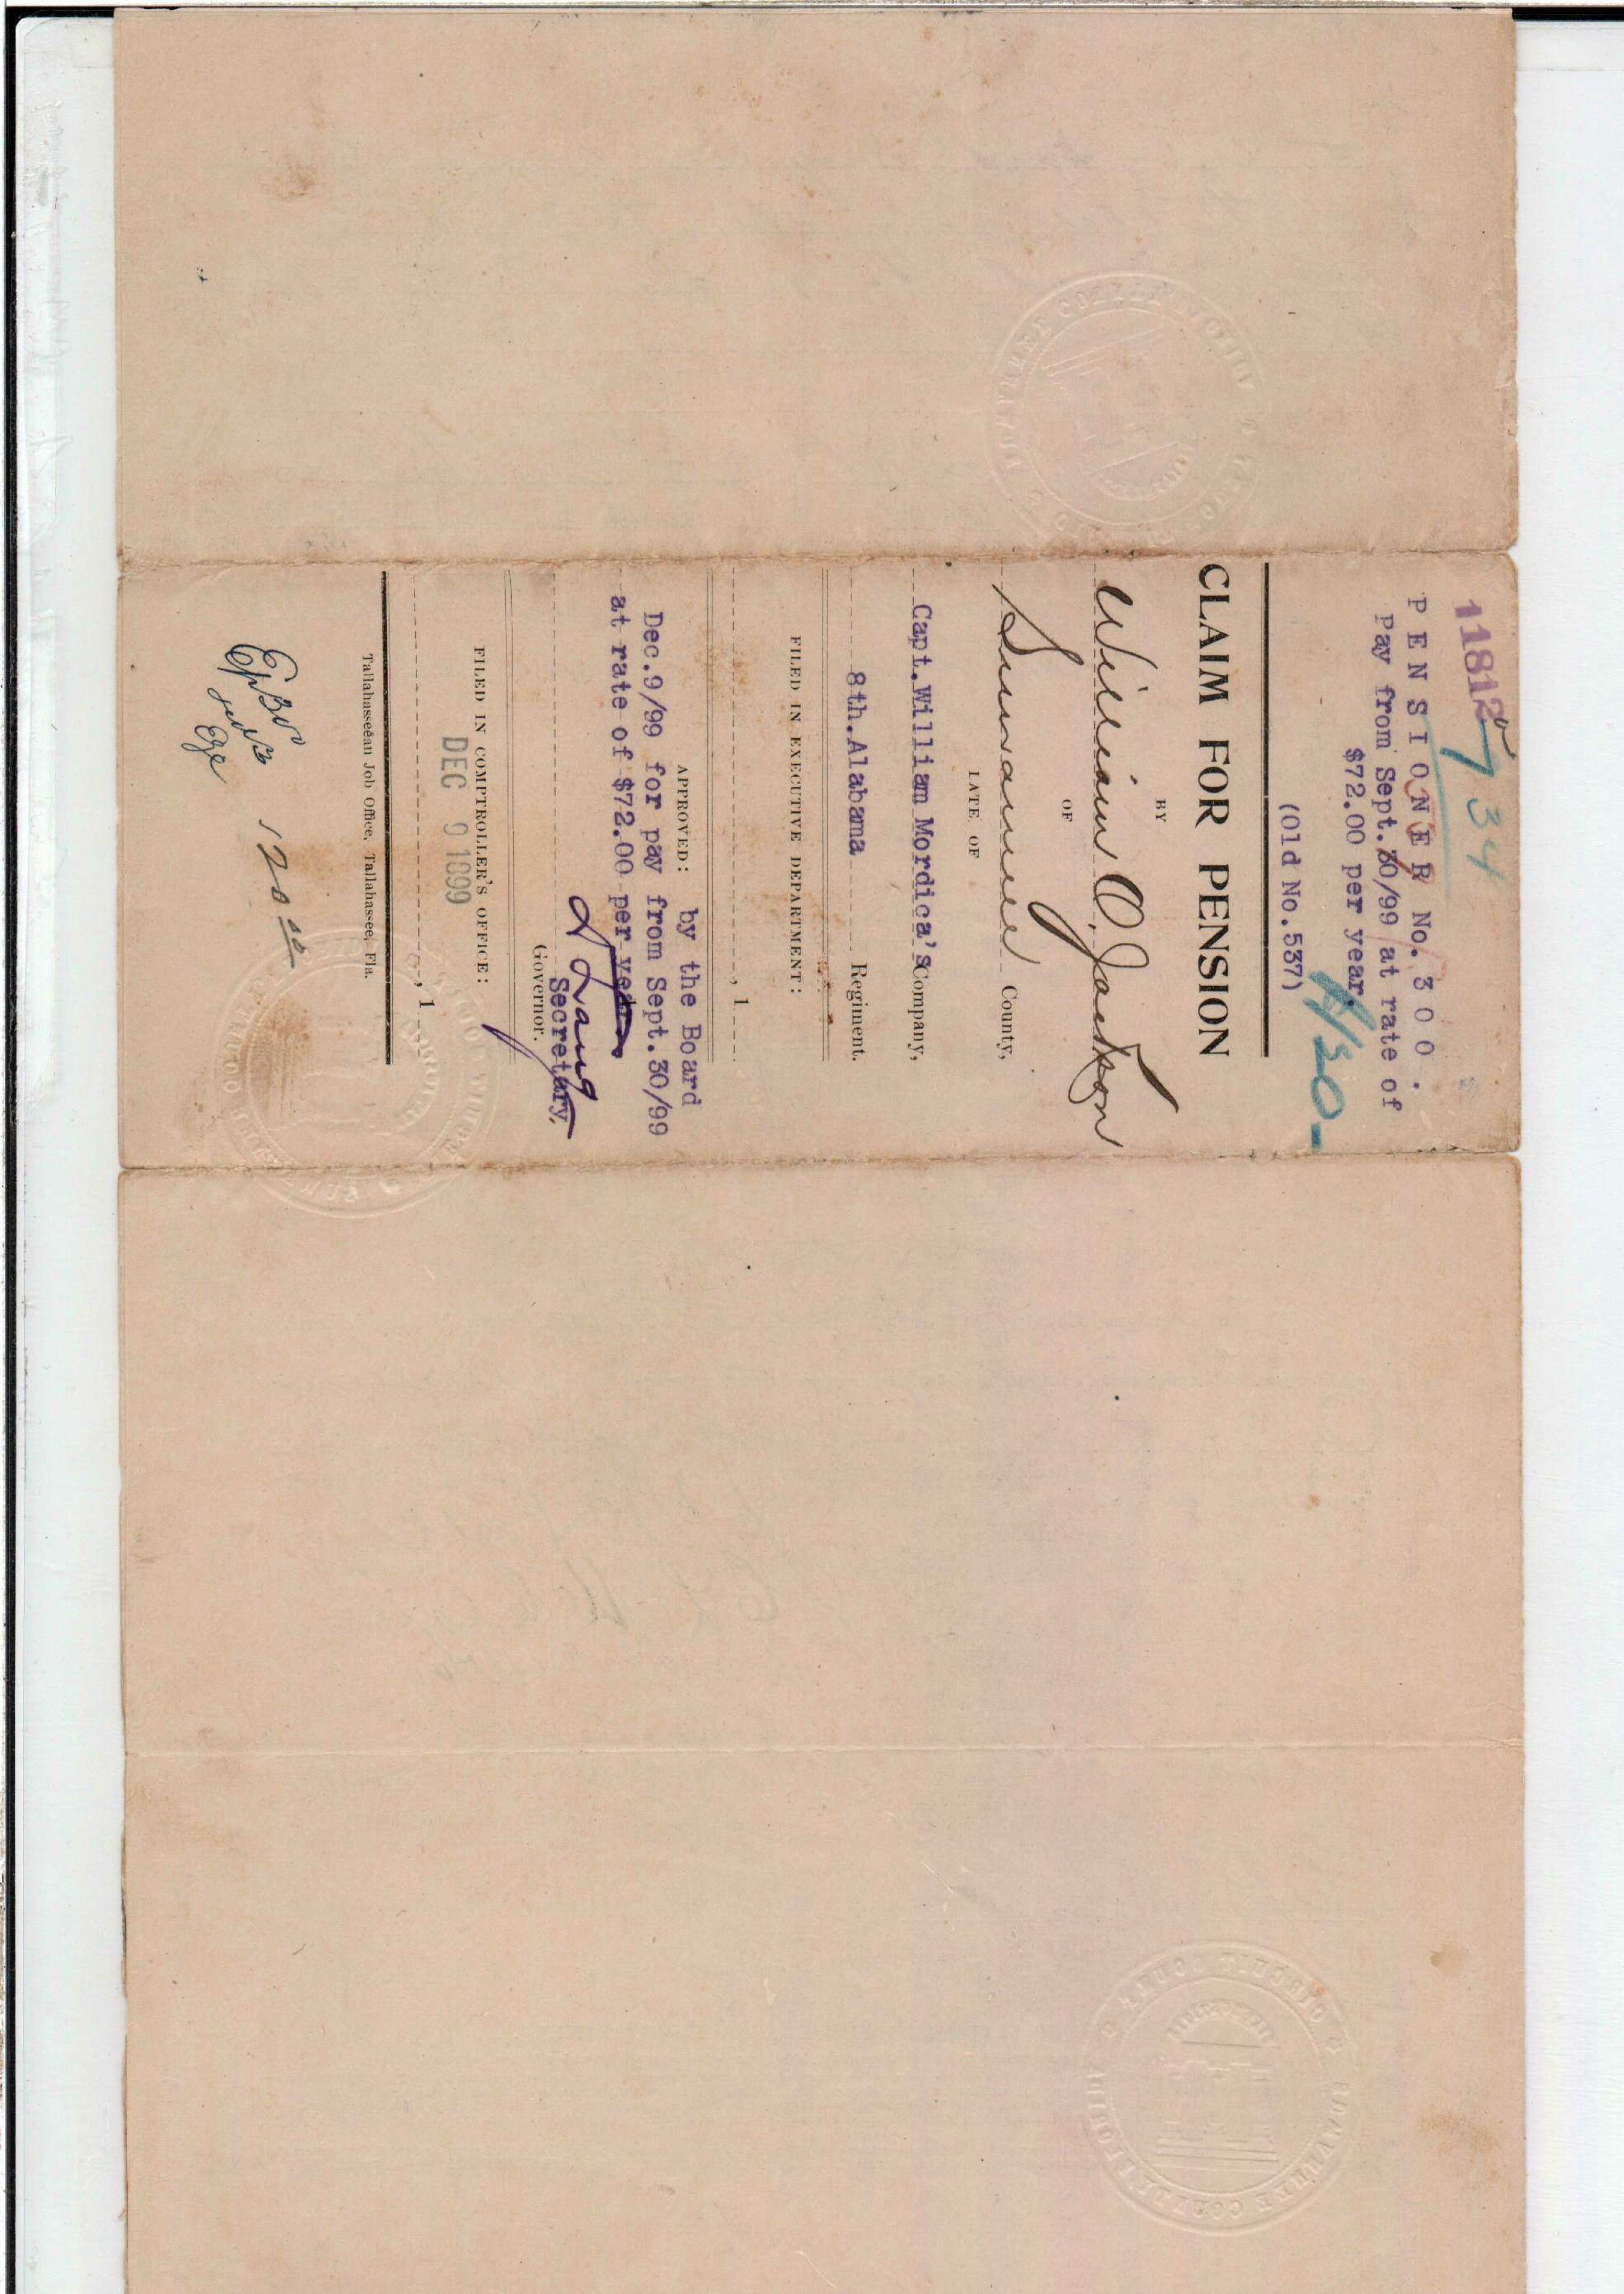 11812
734
PENSIONER No. 300.
Pay from Sept.30/99 at rate of
$72.00 per year.
(Old No.537)
120-
CLAIM FOR PENSION
BY
William O. Jackson
OF
Suwannee County,
LATE OF
Capt.William Mordica's Company,
8th.Alabama Regiment.
FILED IN EXECUTIVE DEPARTMENT:
, 1
APPROVED: by the Board
Dec.9/99 for pay from Sept.30/99
at rate of $72.00 per year.
Secretary.
Governor.
FILED IN COMPTROLLER'S OFFICE:
DEC 9 1899
, 1
Tallahasseean Job Office, Tallahassee, Fla.
120 00